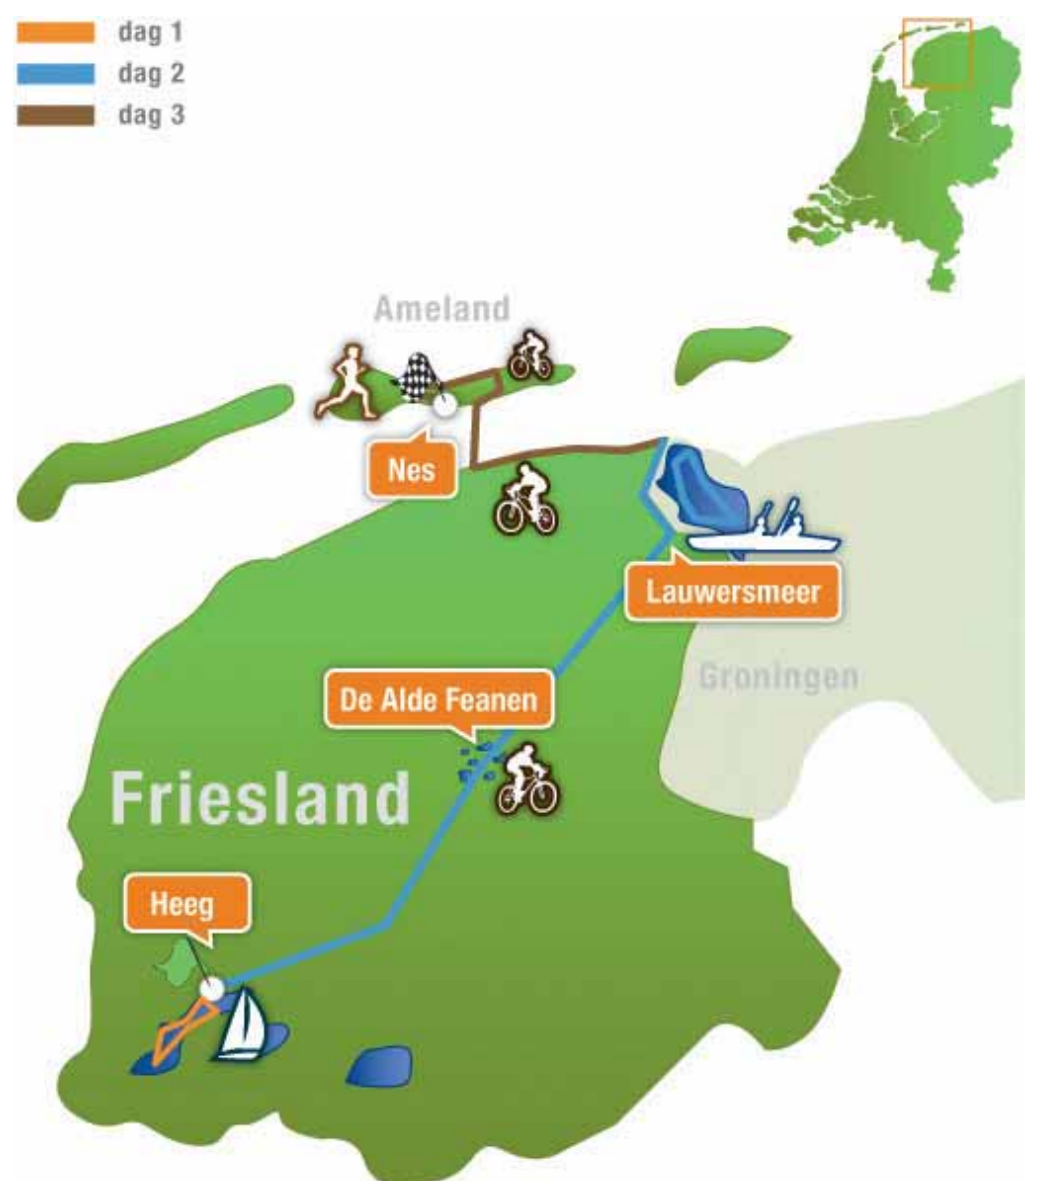 dag 1
dag 2
dag 3
Ameland
Nes
Lauwersmeer
Groningen
De Alde Feanen
Friesland
Heeg